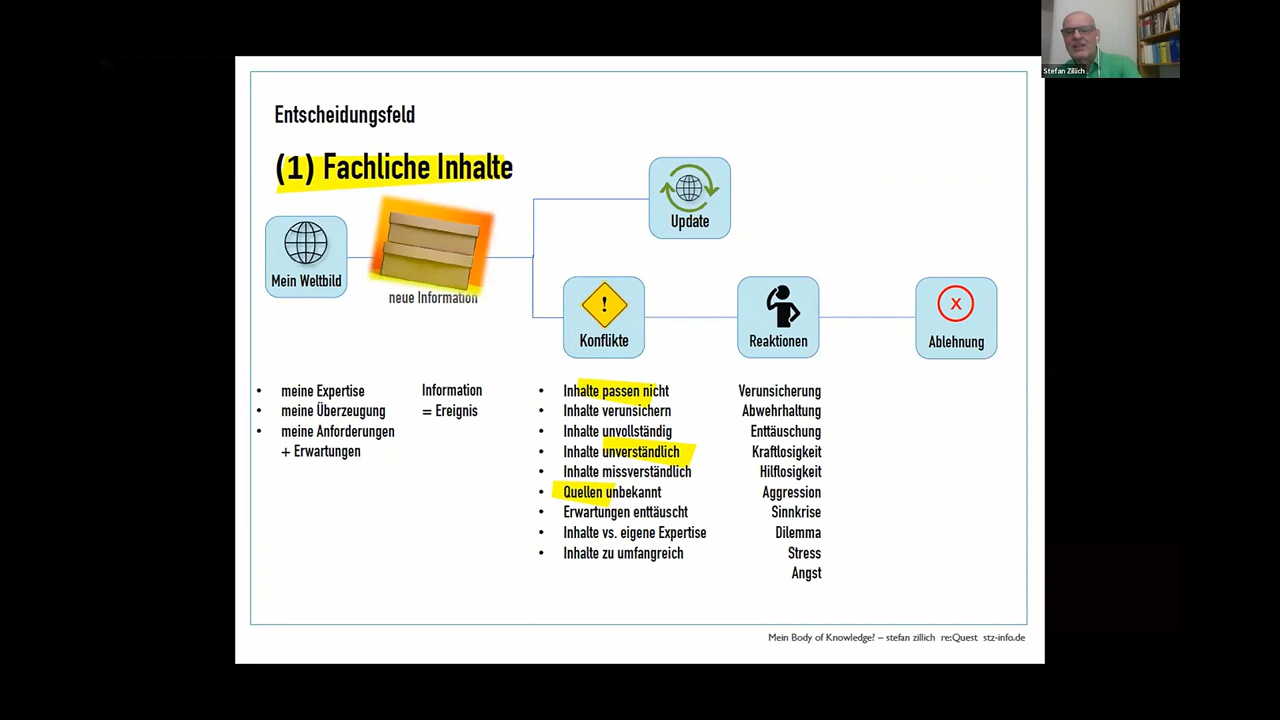 Stefan Zillich
Entscheidungsfeld
(1) Fachliche Inhalte
Update
Mein Weltbild
neue Information
!
Konflikte
Reaktionen
X
Ablehnung
• meine Expertise
• meine Überzeugung
• meine Anforderungen
+ Erwartungen
Information
= Ereignis
• Inhalte passen nicht
• Inhalte verunsichern
• Inhalte unvollständig
• Inhalte unverständlich
• Inhalte missverständlich
• Quellen unbekannt
• Erwartungen enttäuscht
• Inhalte vs. eigene Expertise
• Inhalte zu umfangreich
Verunsicherung
Abwehrhaltung
Enttäuschung
Kraftlosigkeit
Hilflosigkeit
Aggression
Sinnkrise
Dilemma
Stress
Angst
Mein Body of Knowledge? – stefan zillich re:Quest stz-info.de